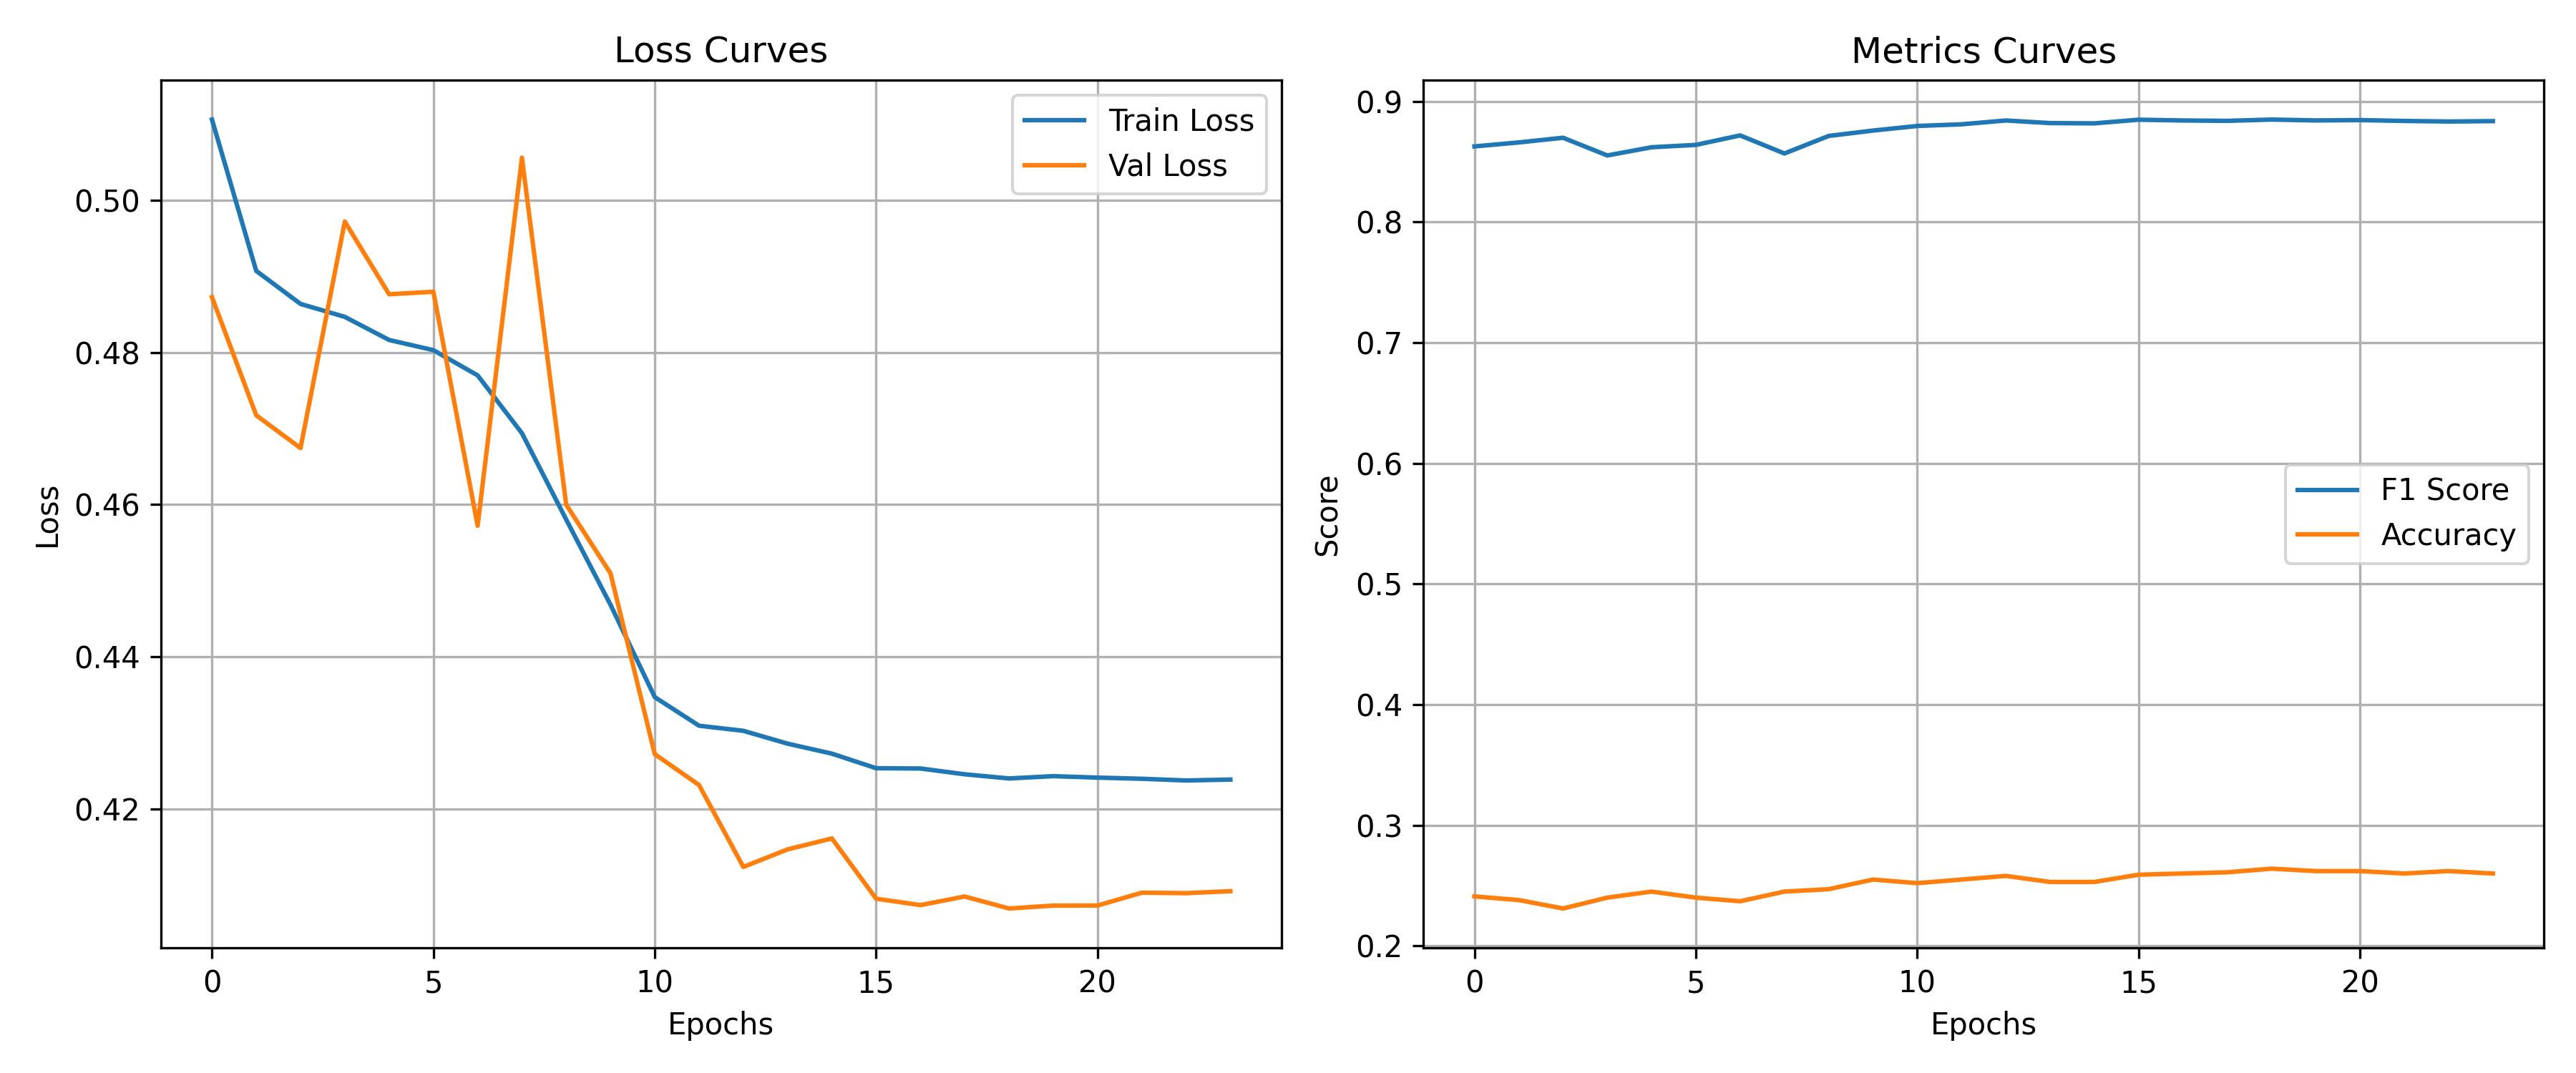 Loss Curves
Train Loss
Val Loss
0.50
0.48
0.46
0.44
0.42
Loss
0 5 10 15 20
Epochs
Metrics Curves
F1 Score
Accuracy
0.9
0.8
0.7
0.6
0.5
0.4
0.3
0.2
Score
0 5 10 15 20
Epochs